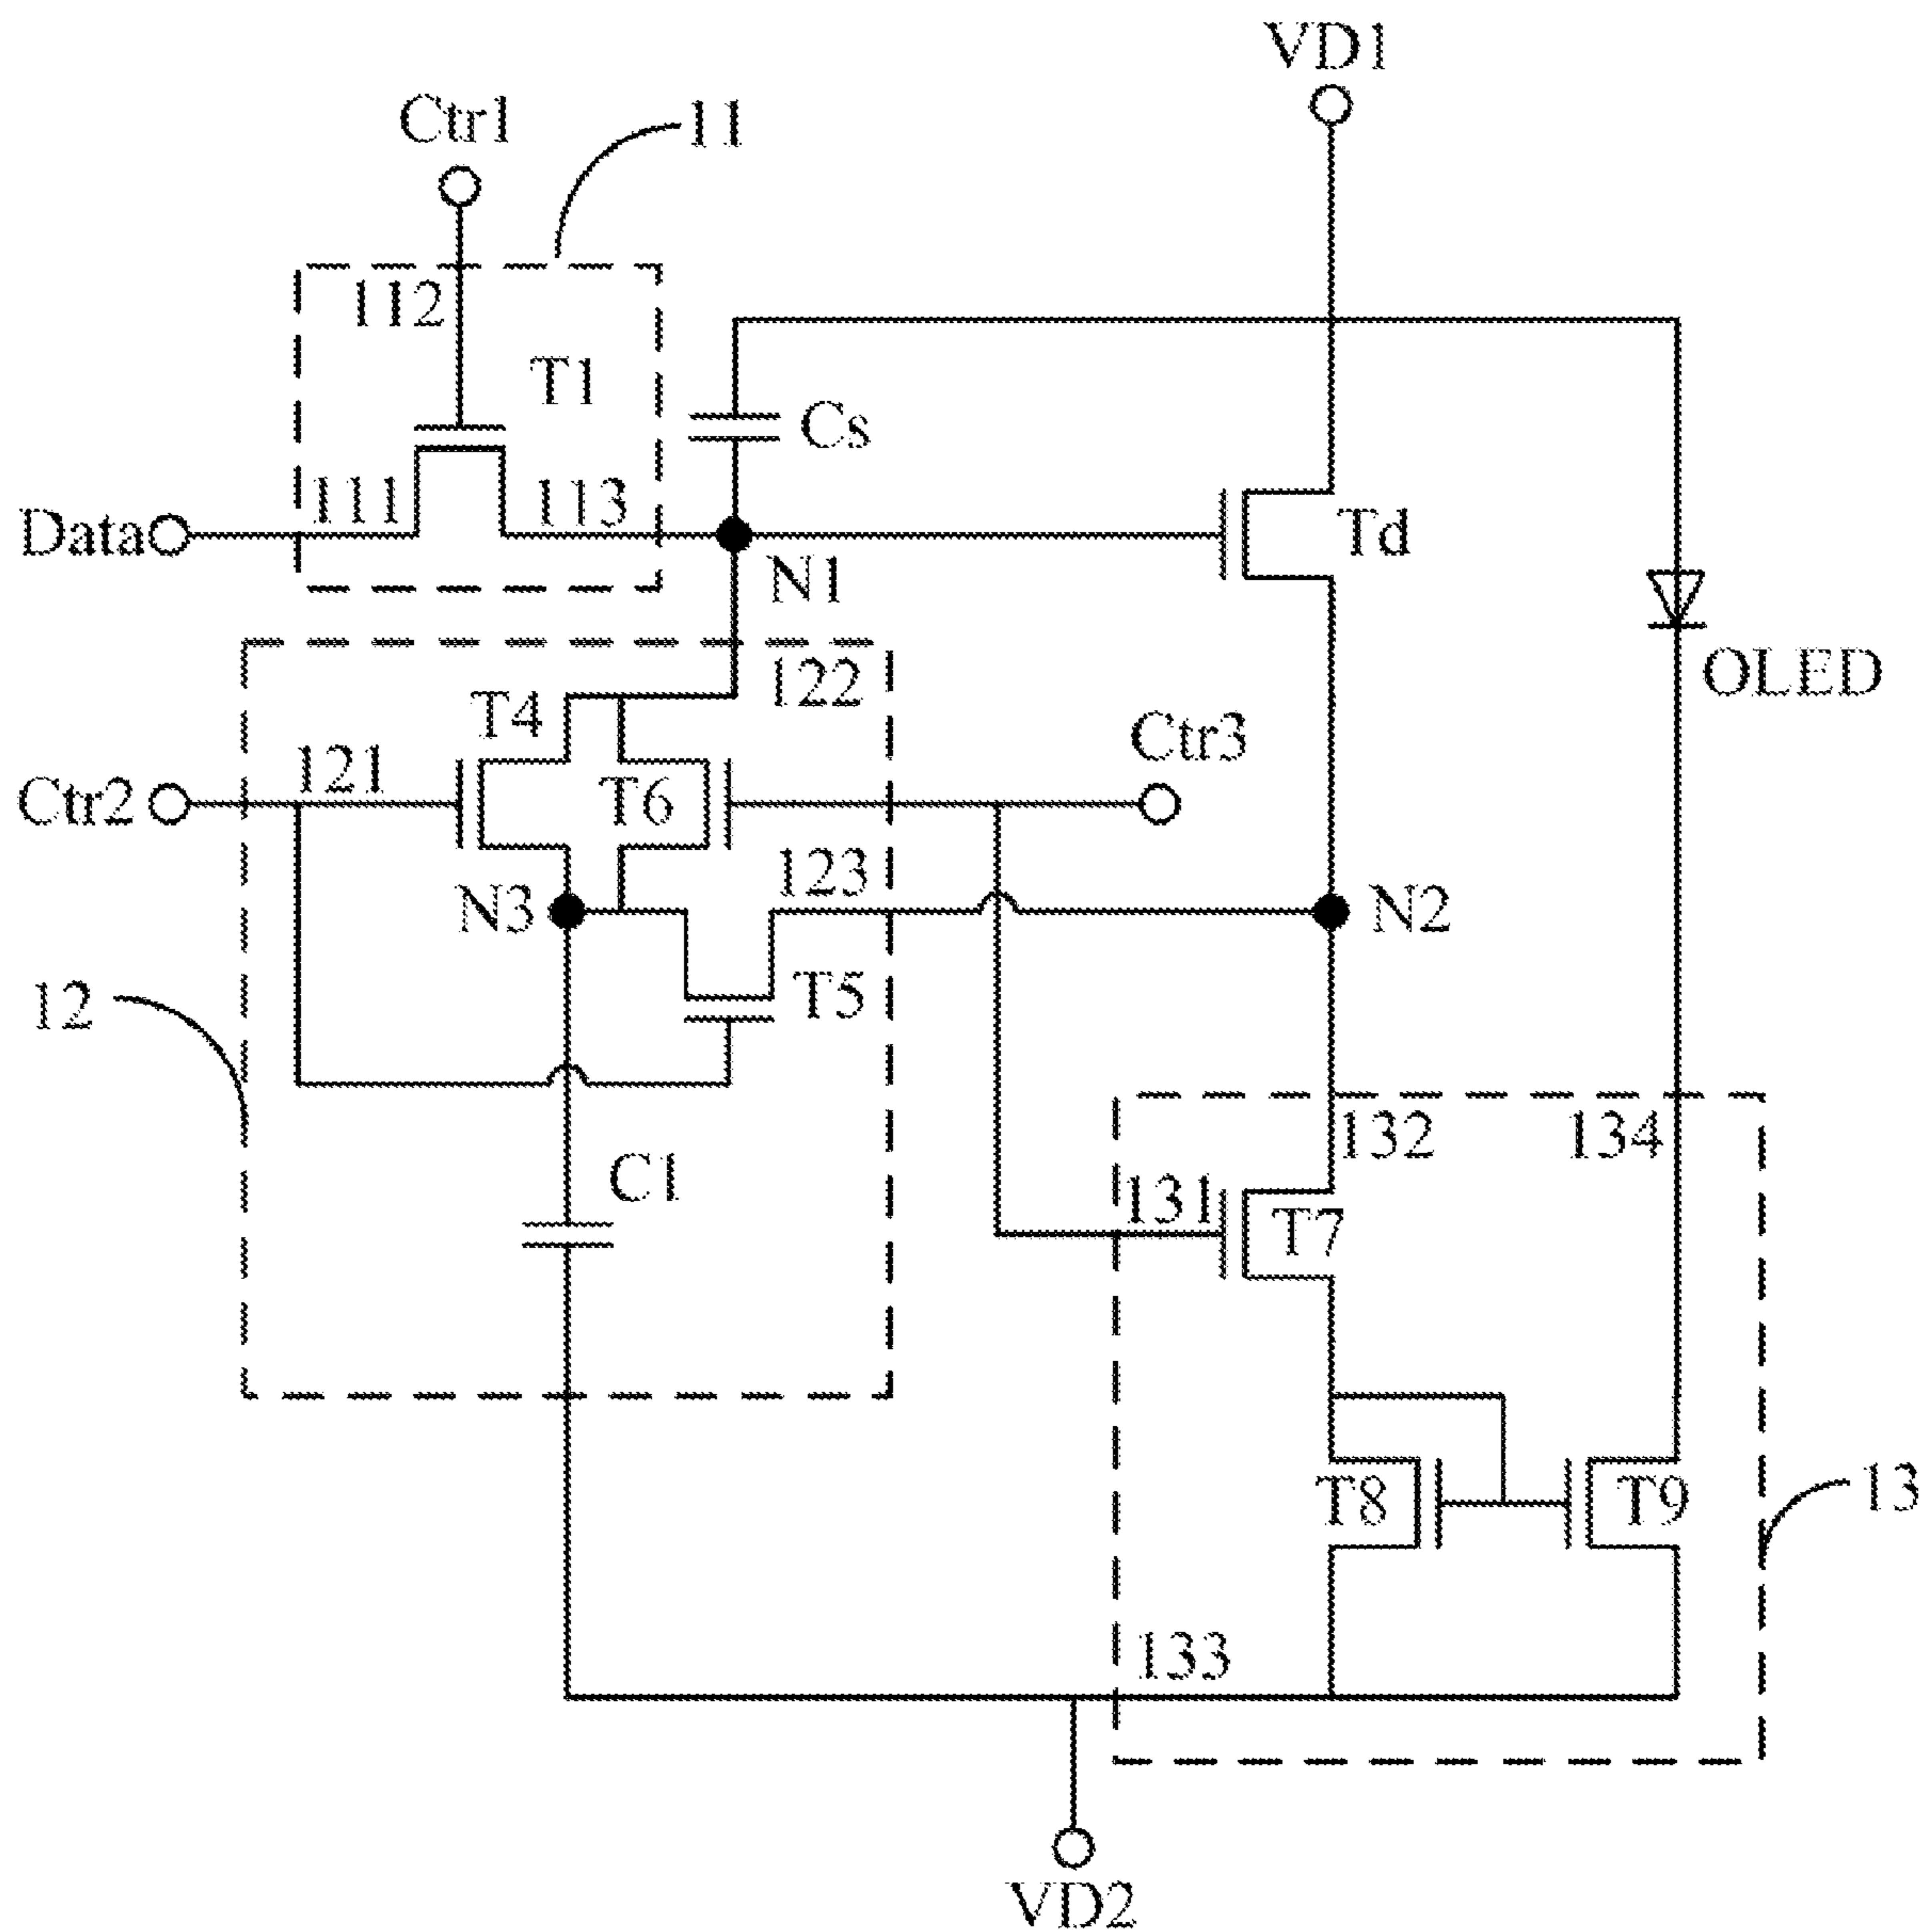 VD1
Ctr1
11
112
T1
Cs
111
113
Data
Td
N1
OLED
122
T4
Ctr3
121
Ctr2
T6
123
N3
N2
12
T5
132
134
C1
131
T7
T8
T9
13
133
VD2